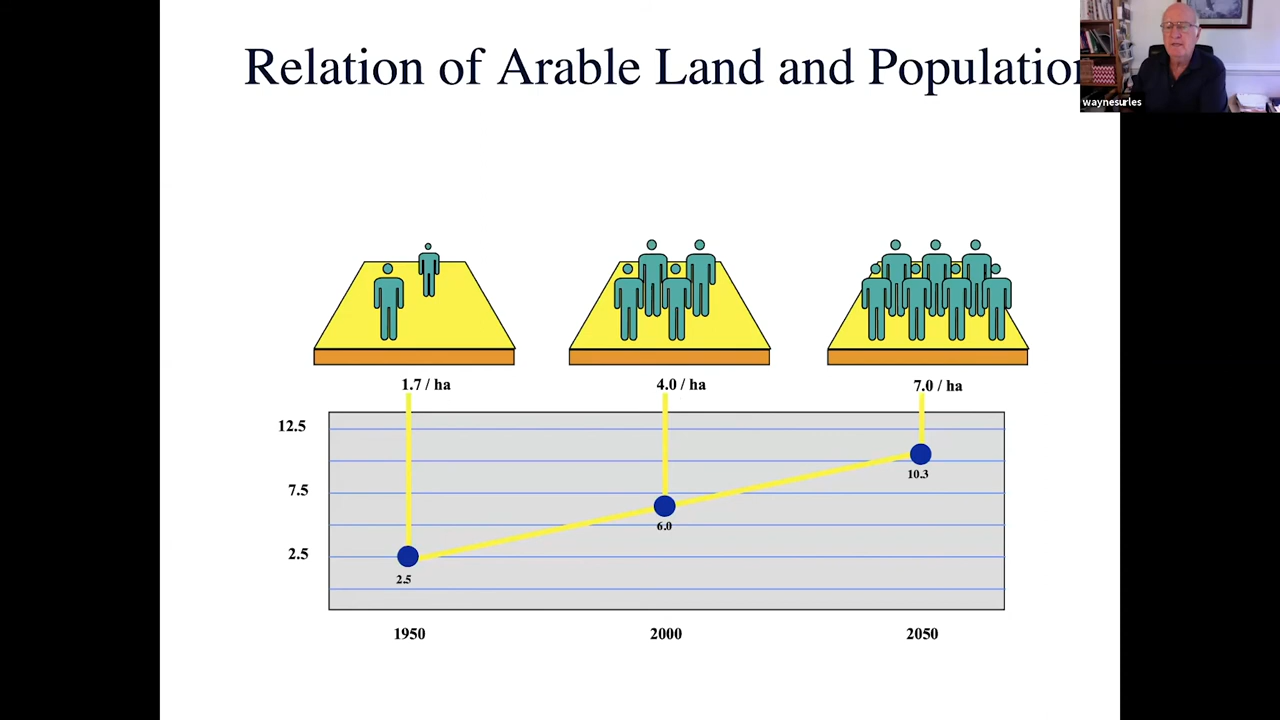 Relation of Arable Land and Populatio
waynesurles
1.7 / ha
4.0 / ha
7.0 / ha
12.5
7.5
2.5
10.3
6.0
2.5
1950
2000
2050